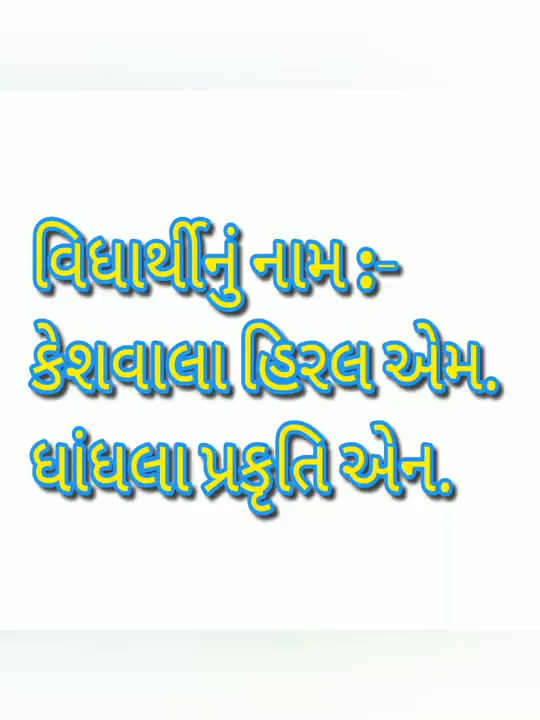 વિધાર્થીનું નામ :-
કેશવાલા હિરલ એમ.
ધાંધલા પ્રકૃતિ એન.